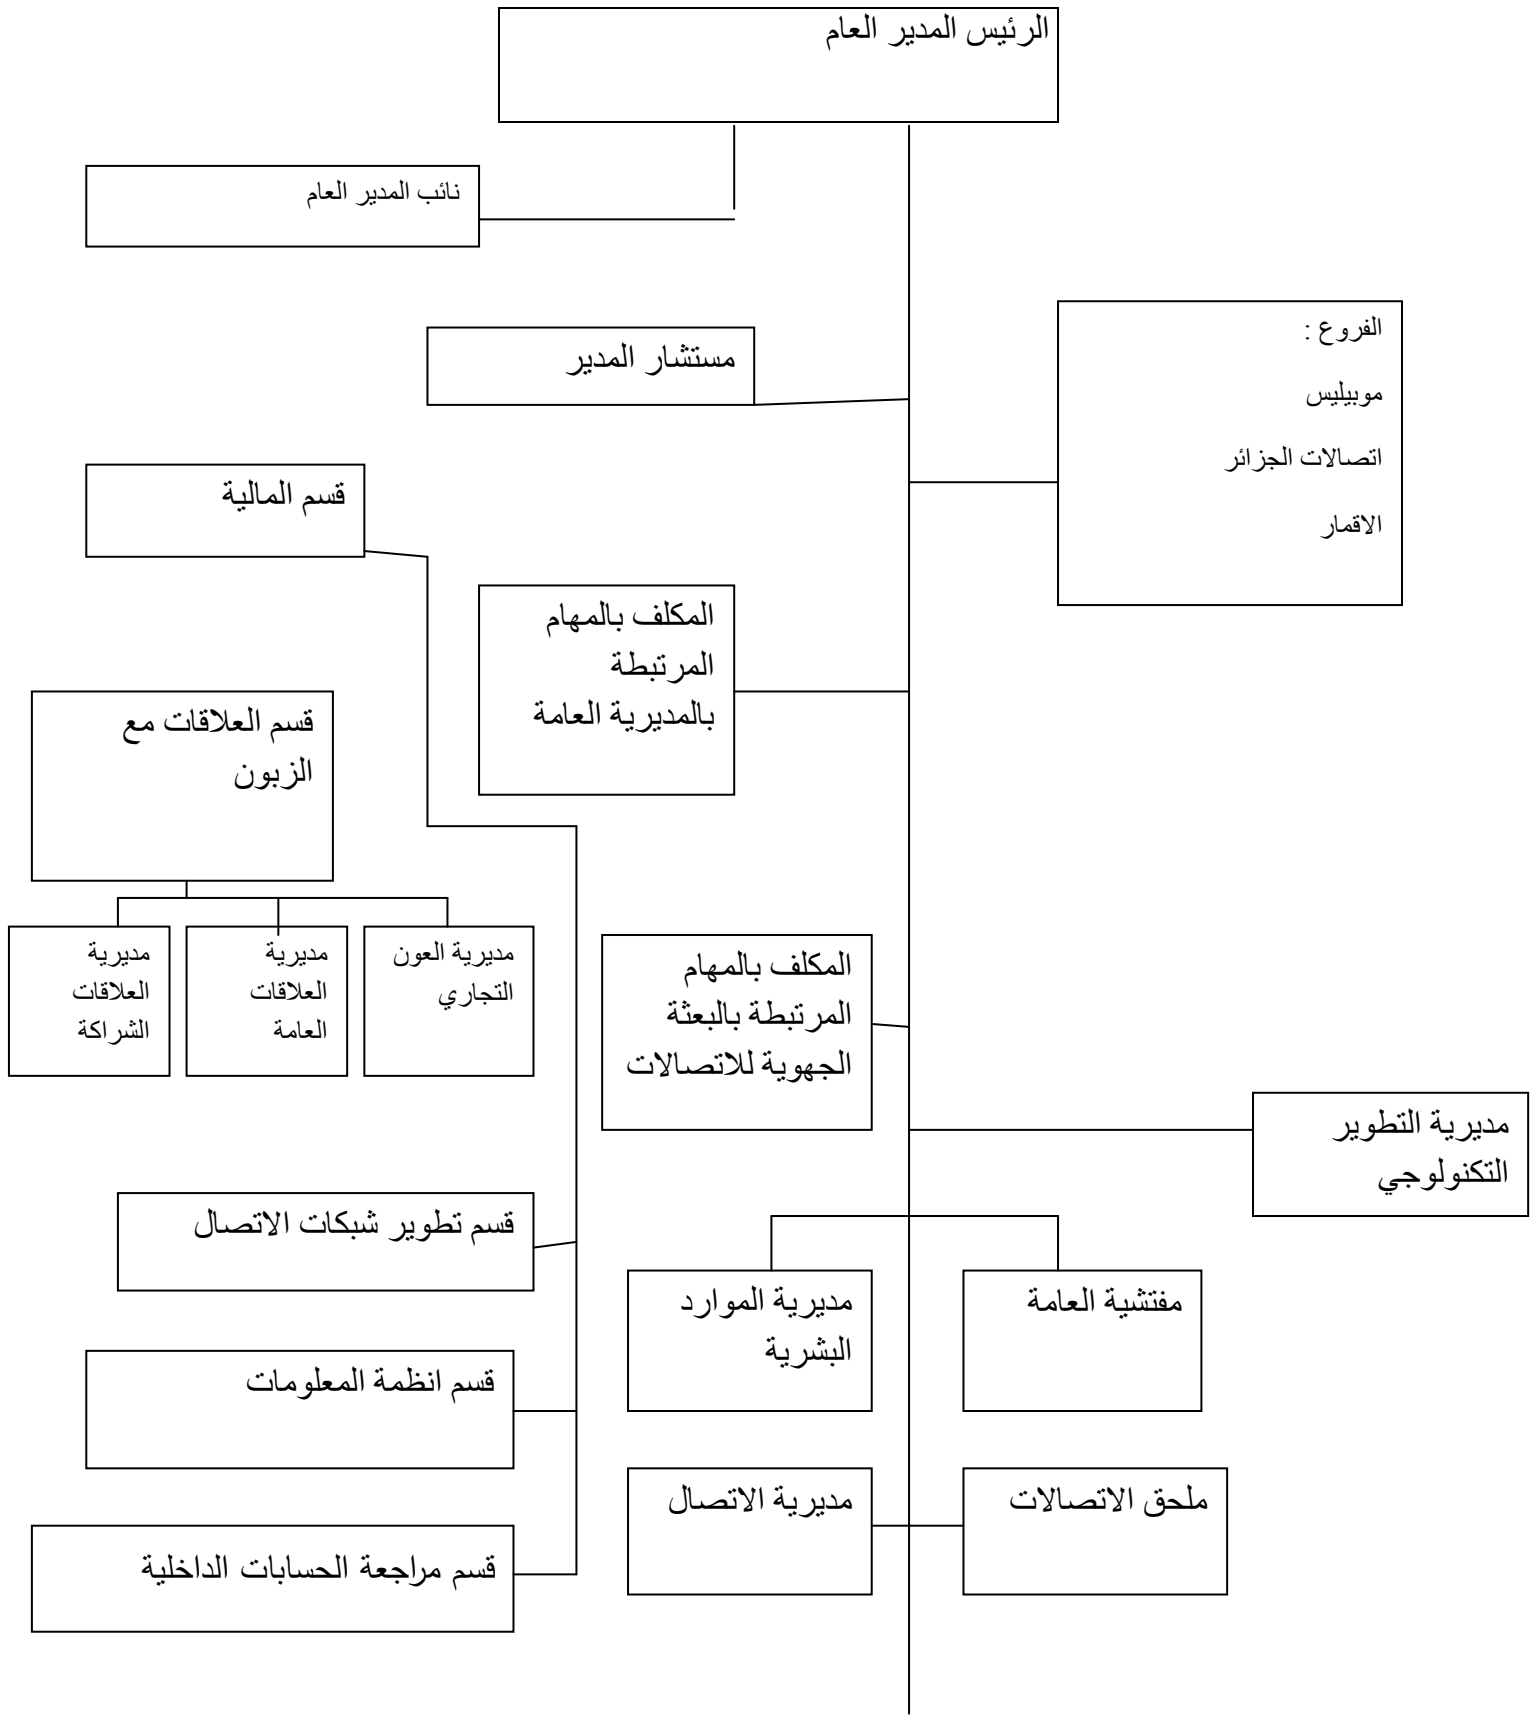 الرئيس المدير العام
نائب المدير العام
الفروع :
موبيليس
اتصالات الجزائر
الاقمار
مستشار المدير
قسم المالية
المكلف بالمهام
المرتبطة
بالمديرية العامة
قسم العلاقات مع
الزبون
مديرية العون
التجاري
مديرية
العلاقات
العامة
مديرية
العلاقات
الشراكة
المكلف بالمهام
المرتبطة بالبعثة
الجهوية للاتصالات
مديرية التطوير
التكنولوجي
قسم تطوير شبكات الاتصال
مفتشية العامة
مديرية الموارد
البشرية
قسم انظمة المعلومات
ملحق الاتصالات
مديرية الاتصال
قسم مراجعة الحسابات الداخلية